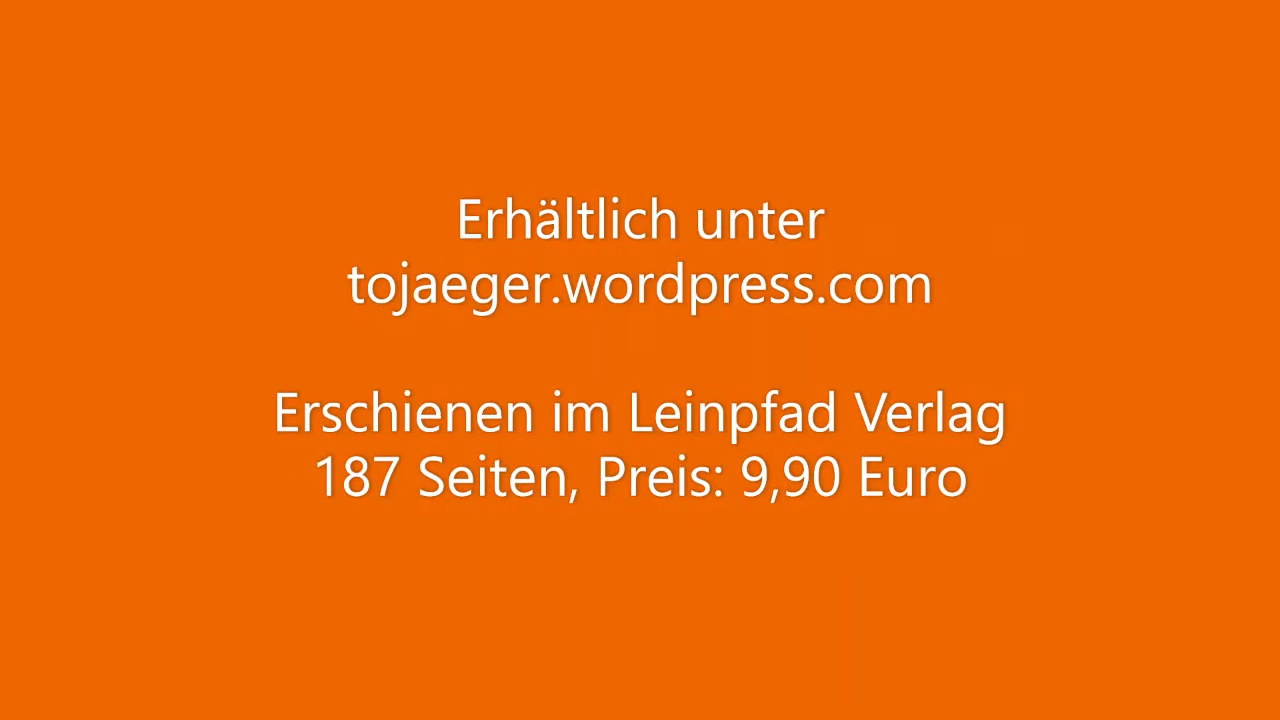 Erhältlich unter
tojaeger.wordpress.com
Erschienen im Leinpfad Verlag
187 Seiten, Preis: 9,90 Euro